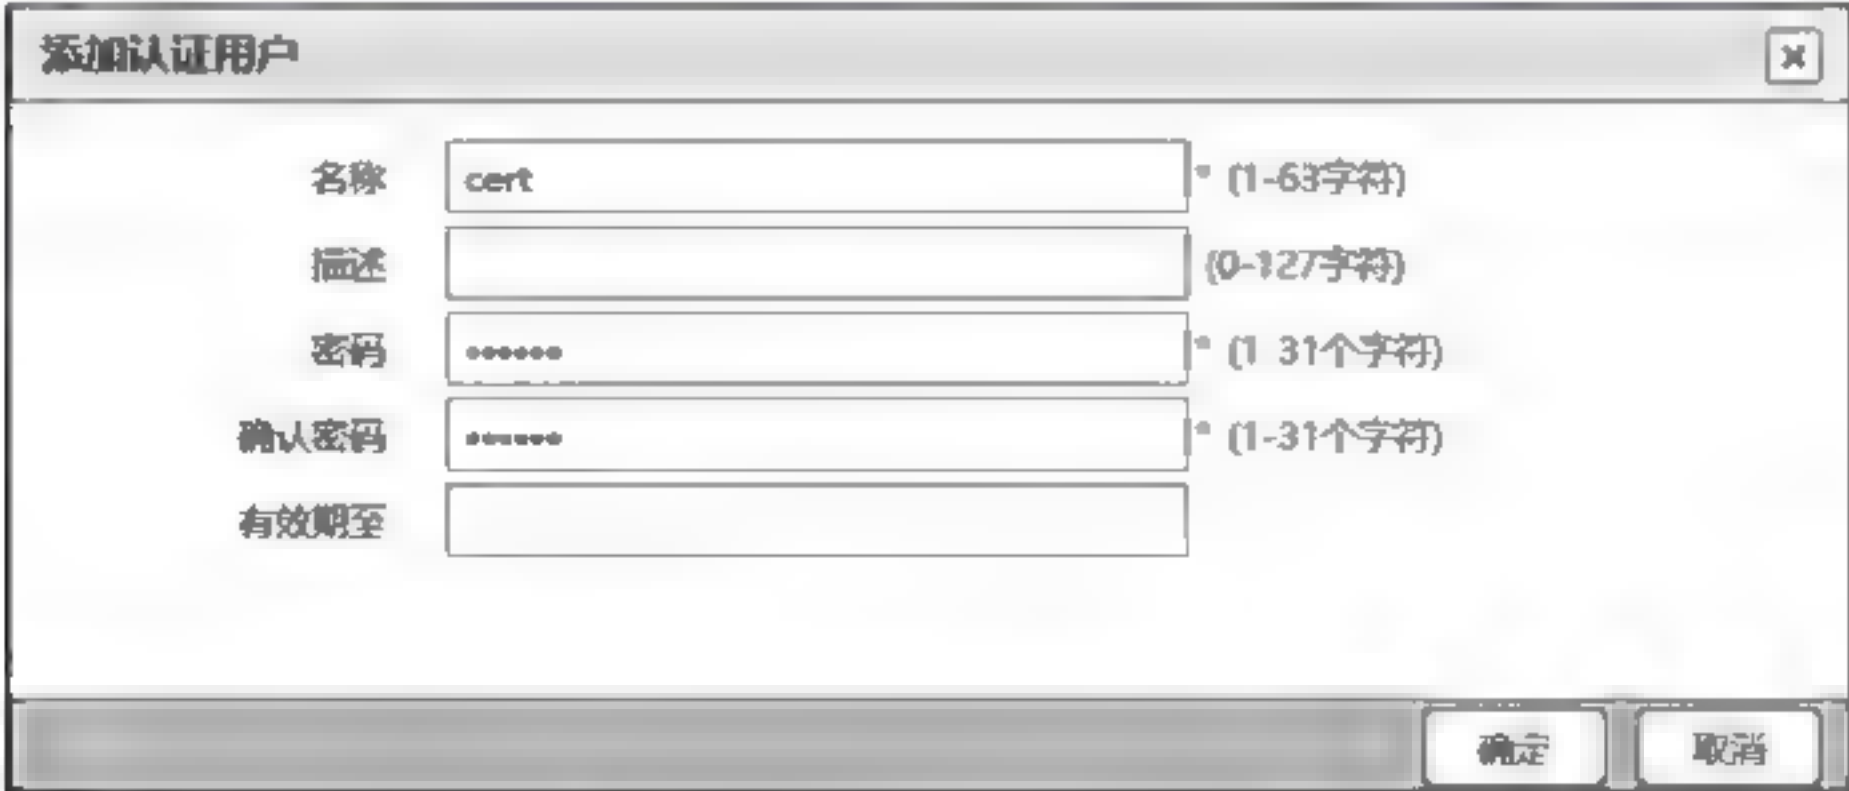 添加认证用户
名称 cert * (1-63字符)
描述 (0-127字符)
密码 •••••• * (1-31个字符)
确认密码 •••••• * (1-31个字符)
有效期至
确定 取消